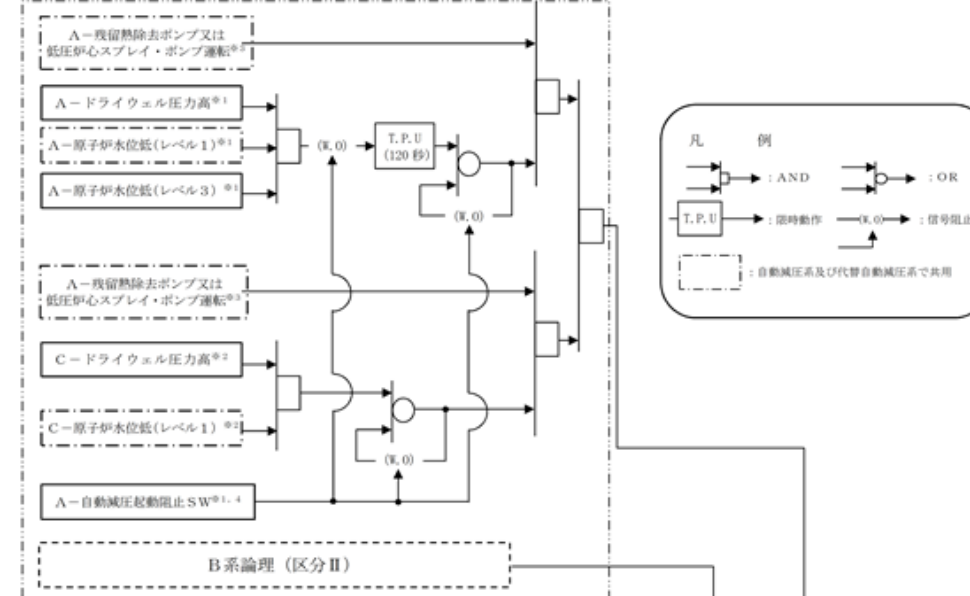 A－残留熱除去ポンプ又は
低圧炉心スプレイ・ポンプ運転※3
A－ドライウェル圧力高※1
A－原子炉水位低(レベル1)※1
A－原子炉水位低(レベル3)※1
(W.O)
T.P.U
(120 秒)
(W.O)
A－残留熱除去ポンプ又は
低圧炉心スプレイ・ポンプ運転※3
C－ドライウェル圧力高※2
C－原子炉水位低(レベル1)※2
(W.O)
A－自動減圧起動阻止SW※1, 4
B系論理（区分Ⅱ）
凡　例
：AND
：OR
T.P.U
：限時動作
(W.O)
：信号阻止
：自動減圧系及び代替自動減圧系で共用